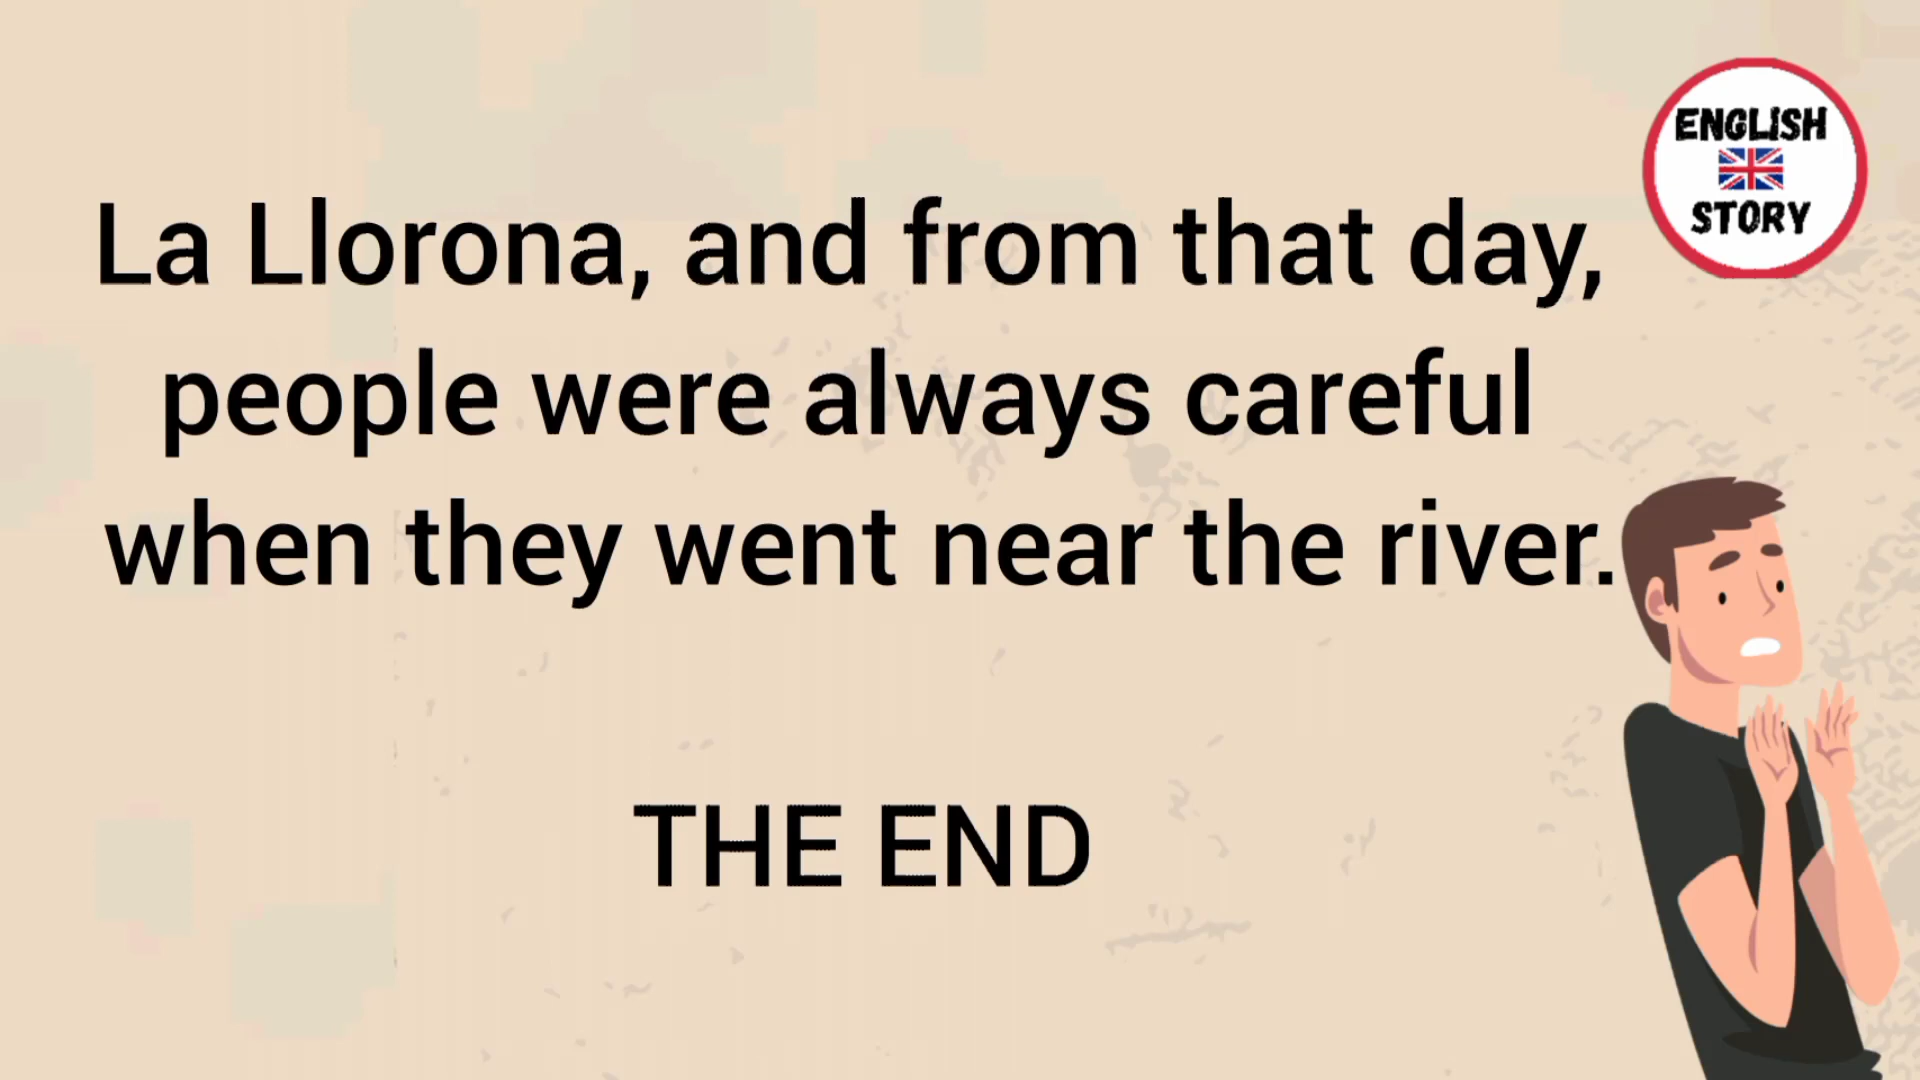 La Llorona, and from that day,
people were always careful
when they went near the river.
THE END
ENGLISH
STORY